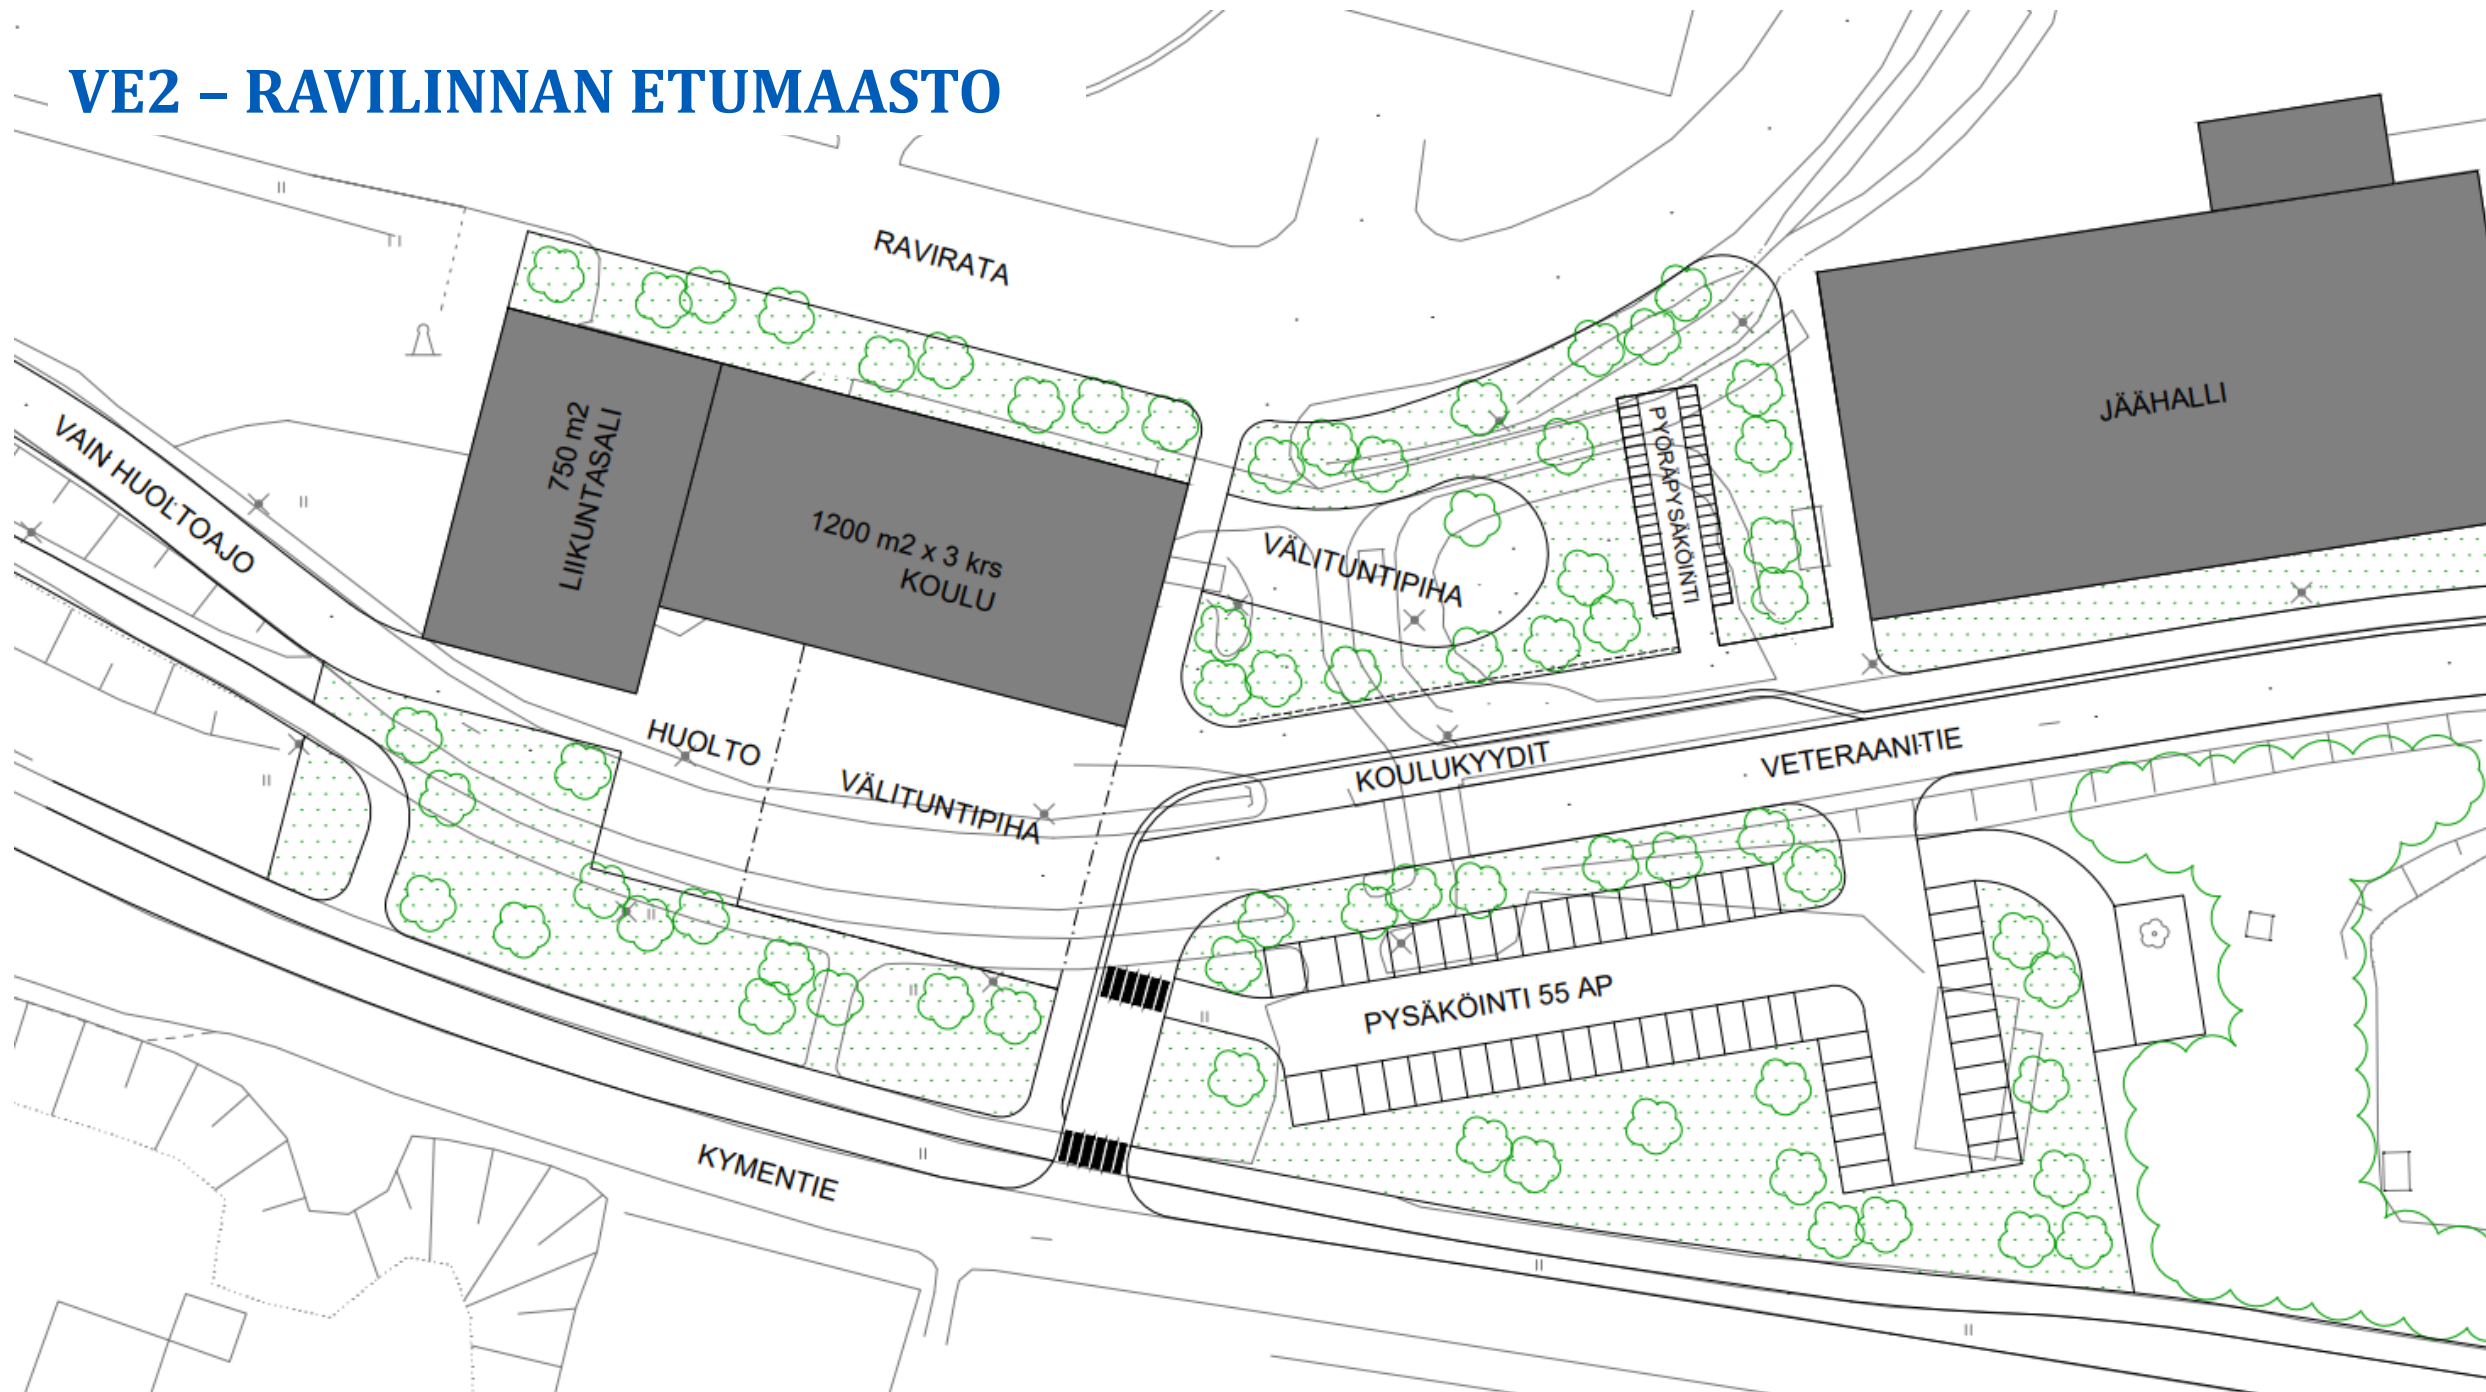 VE2 – RAVILINNAN ETUMAASTO
RAVIRATA
JÄÄHALLI
VAIN HUOLTOAJO
750 m2
LIIKUNTASALI
1200 m2 x 3 krs
KOULU
VÄLITUNTIPIHA
PYÖRÄPYSÄKÖINTI
HUOLTO
VÄLITUNTIPIHA
KOULUKYYDIT
VETERAANITIE
PYSÄKÖINTI 55 AP
KYMENTIE